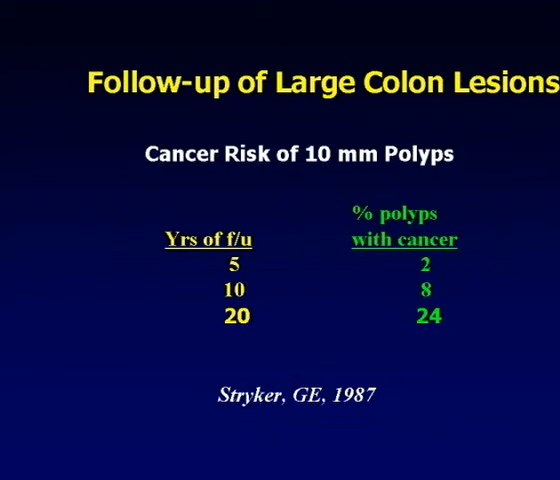 Follow-up of Large Colon Lesions
Cancer Risk of 10 mm Polyps
% polyps
Yrs of f/u with cancer
5 2
10 8
20 24
Stryker, GE, 1987